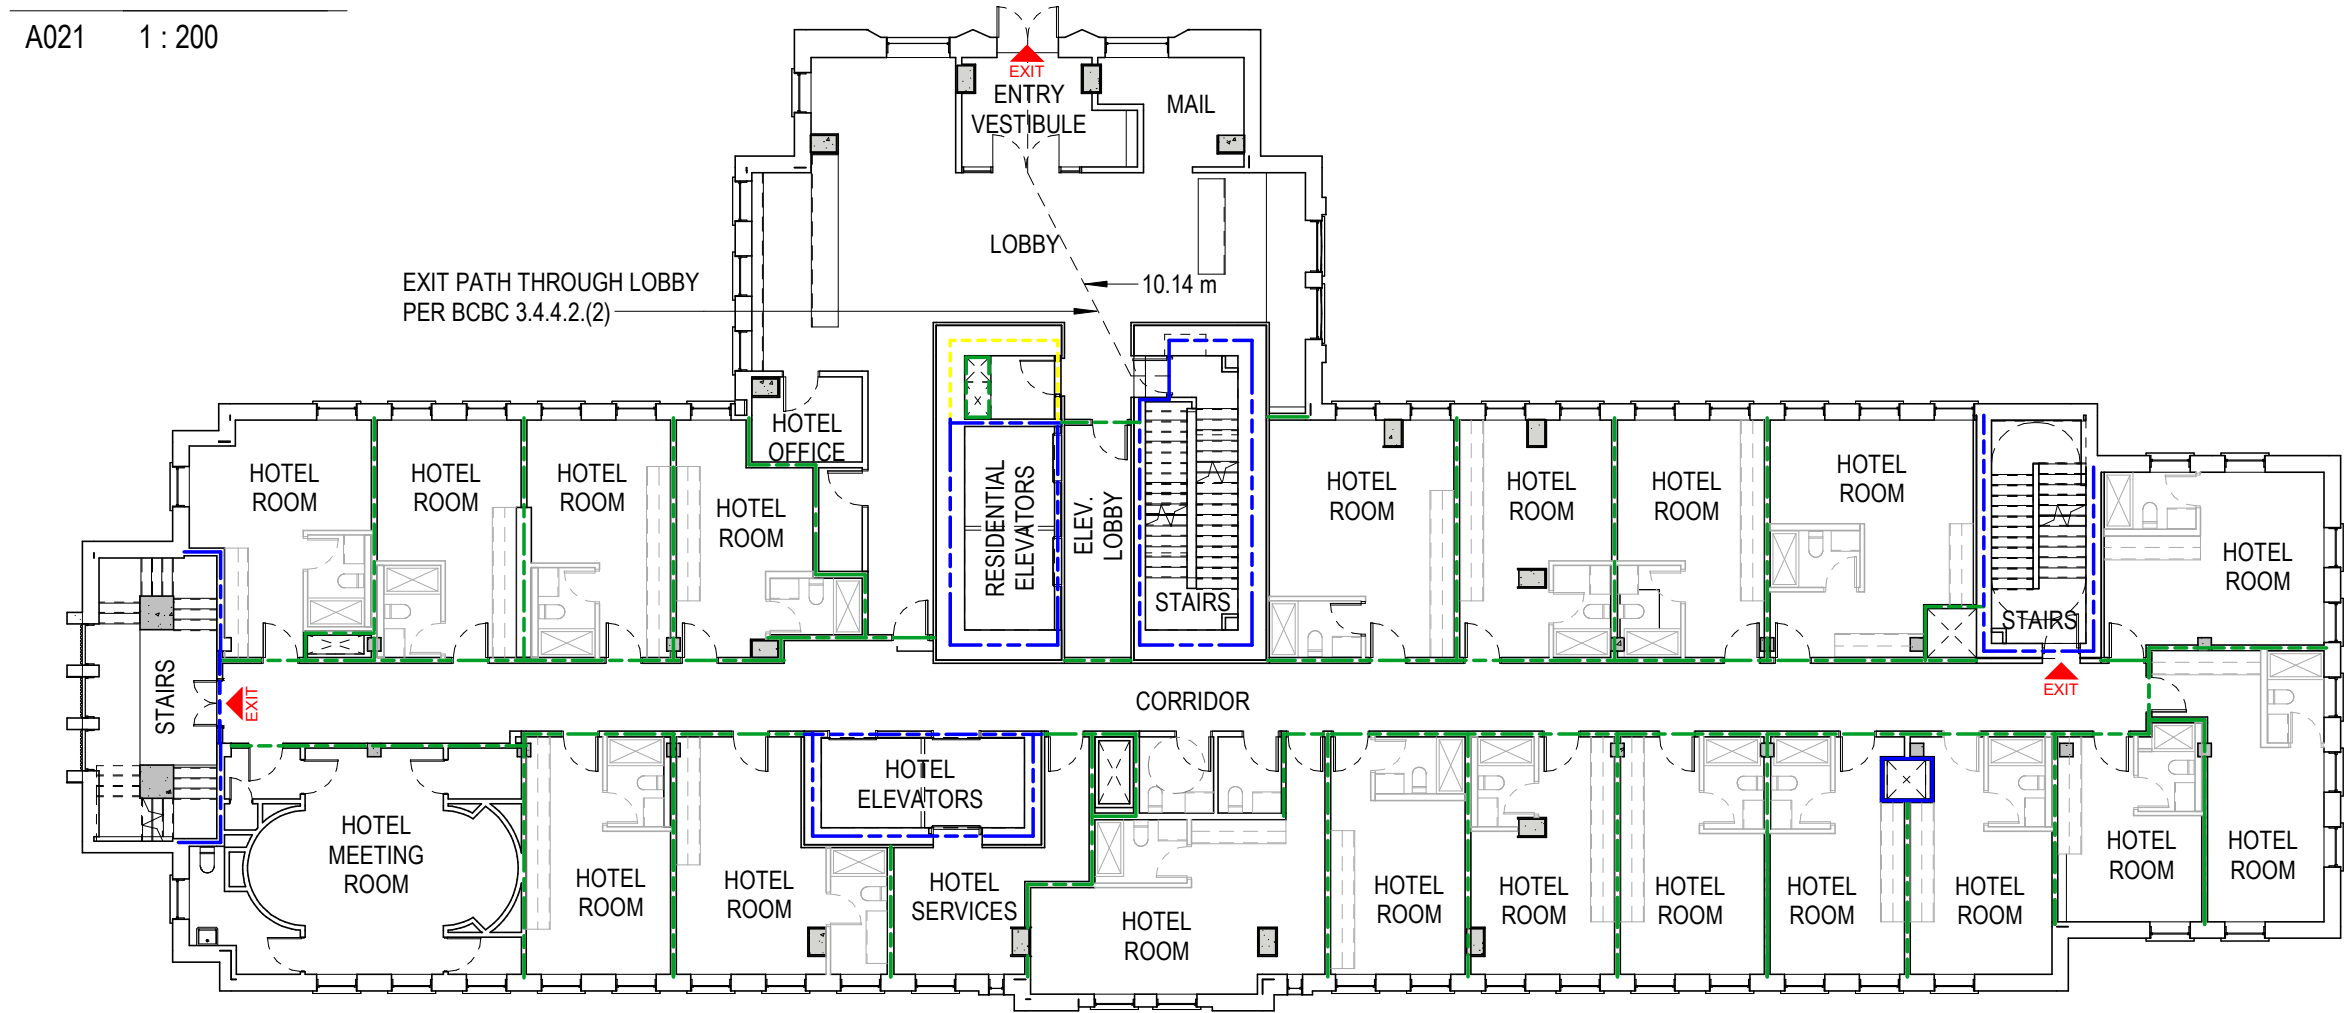 A021 1 : 200
EXIT
ENTRY
VESTIBULE
MAIL
LOBBY
EXIT PATH THROUGH LOBBY
PER BCBC 3.4.4.2.(2)
10.14 m
HOTEL
OFFICE
HOTEL
ROOM
HOTEL
ROOM
HOTEL
ROOM
HOTEL
ROOM
RESIDENTIAL
ELEVATORS
ELEV.
LOBBY
STAIRS
HOTEL
ROOM
HOTEL
ROOM
HOTEL
ROOM
HOTEL
ROOM
STAIRS
HOTEL
ROOM
STAIRS
EXIT
CORRIDOR
EXIT
HOTEL
MEETING
ROOM
HOTEL
ROOM
HOTEL
ROOM
HOTEL
ELEVATORS
HOTEL
SERVICES
HOTEL
ROOM
HOTEL
ROOM
HOTEL
ROOM
HOTEL
ROOM
HOTEL
ROOM
HOTEL
ROOM
HOTEL
ROOM
HOTEL
ROOM